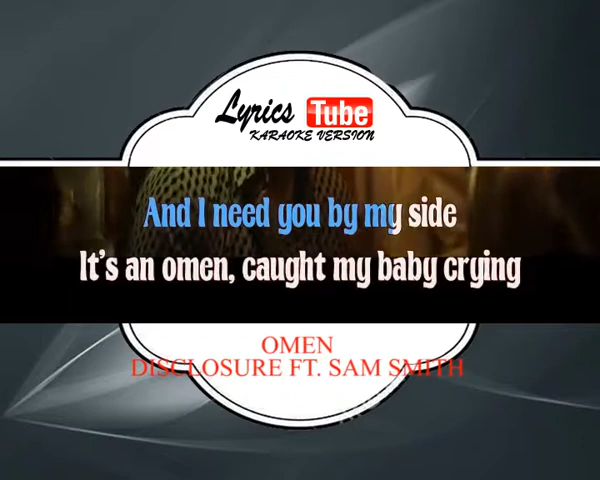 Lyrics Tube
KARAOKE VERSION
And I need you by my side
It's an omen, caught my baby crying
OMEN
DISCLOSURE FT. SAM SMITH